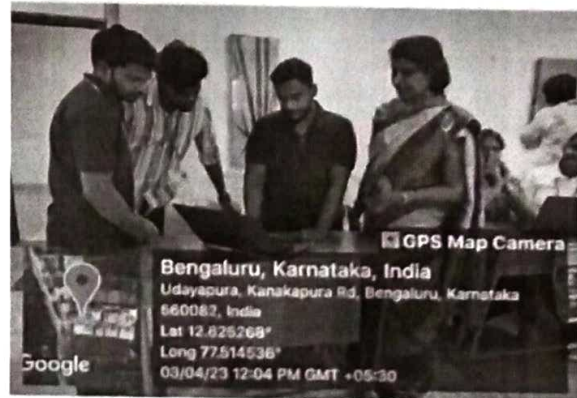 GPS Map Camera
Bengaluru, Karnataka, India
Udayapura, Kanakapura Rd, Bengaluru, Karnataka
560082, India
Lat 12.825268°
Long 77.514536°
03/04/23 12:04 PM GMT +05:30
Google